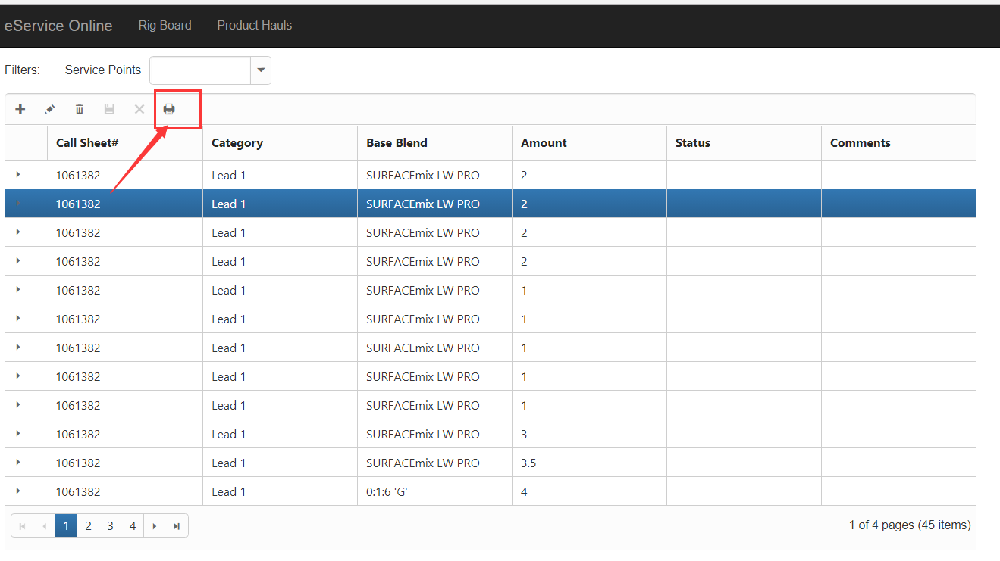 eService Online Rig Board Product Hauls
Filters: Service Points
Call Sheet# Category Base Blend Amount Status Comments
1061382 Lead 1 SURFACEmix LW PRO 2
1061382 Lead 1 SURFACEmix LW PRO 2
1061382 Lead 1 SURFACEmix LW PRO 2
1061382 Lead 1 SURFACEmix LW PRO 2
1061382 Lead 1 SURFACEmix LW PRO 1
1061382 Lead 1 SURFACEmix LW PRO 1
1061382 Lead 1 SURFACEmix LW PRO 1
1061382 Lead 1 SURFACEmix LW PRO 1
1061382 Lead 1 SURFACEmix LW PRO 1
1061382 Lead 1 SURFACEmix LW PRO 3
1061382 Lead 1 SURFACEmix LW PRO 3.5
1061382 Lead 1 0:1:6 'G' 4
1 2 3 4 1 of 4 pages (45 items)